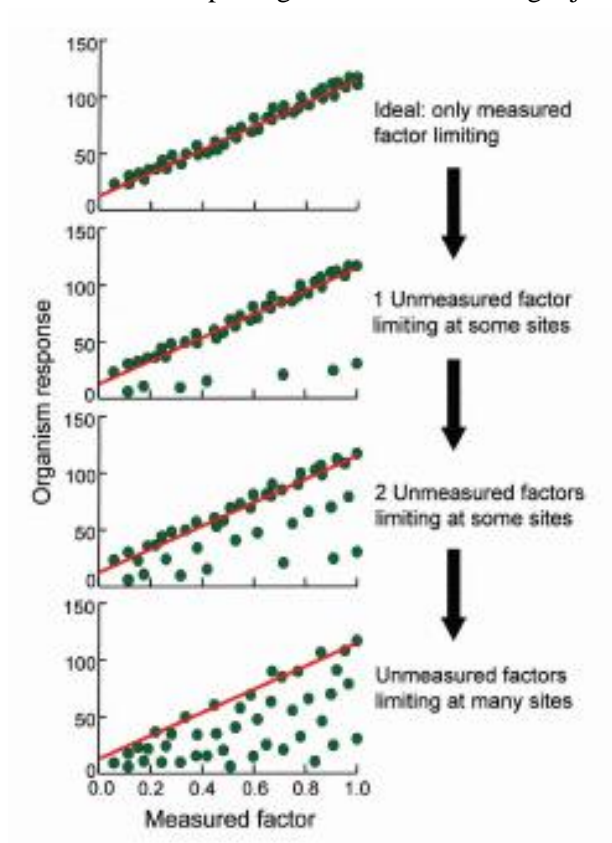 150
100
50
0
Ideal: only measured
factor limiting
150
100
50
0
1 Unmeasured factor
limiting at some sites
150
100
50
0
2 Unmeasured factors
limiting at some sites
150
100
50
0
Unmeasured factors
limiting at many sites
0.0 0.2 0.4 0.6 0.8 1.0
Measured factor
Organism response